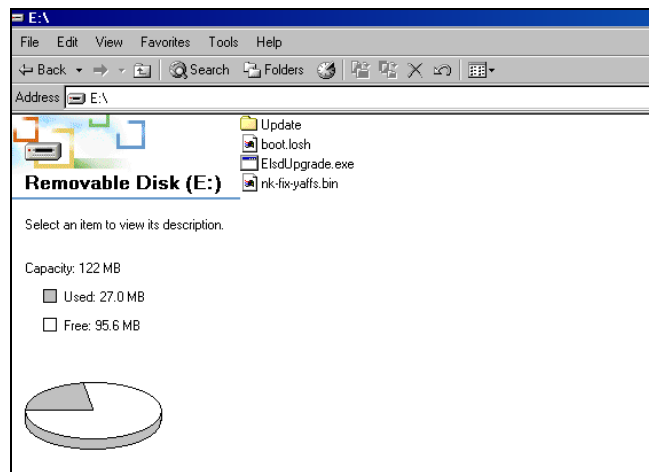 E:\
File Edit View Favorites Tools Help
Back Search Folders
Address E:\
Removable Disk (E:)
Select an item to view its description.
Capacity: 122 MB
Used: 27.0 MB
Free: 95.6 MB
Update
boot.losh
ElsdUpgrade.exe
nk-fix-yaffs.bin